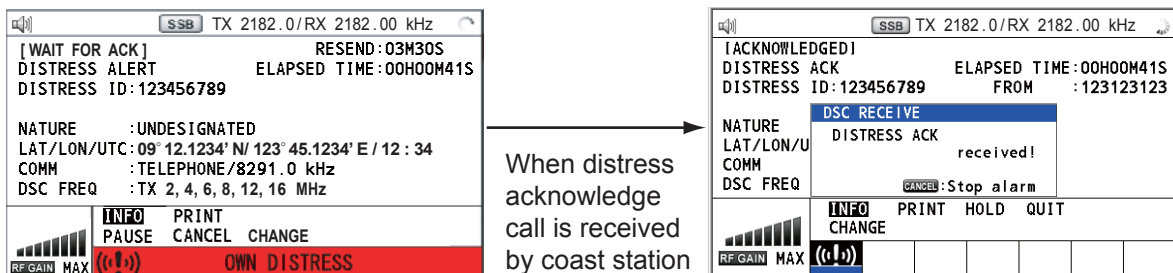 SSB TX 2182.0/RX 2182.00 kHz
[WAIT FOR ACK] RESEND:03M30S
DISTRESS ALERT ELAPSED TIME:00H00M41S
DISTRESS ID:123456789
NATURE :UNDESIGNATED
LAT/LON/UTC:09°12.1234' N/ 123°45.1234' E / 12 : 34
COMM :TELEPHONE/8291.0 kHz
DSC FREQ :TX 2, 4, 6, 8, 12, 16 MHz
INFO PRINT
PAUSE CANCEL CHANGE
RF GAIN MAX OWN DISTRESS
When distress
acknowledge
call is received
by coast station
SSB TX 2182.0/RX 2182.00 kHz
[ACKNOWLEDGED]
DISTRESS ACK ELAPSED TIME:00H00M41S
DISTRESS ID:123456789 FROM :123123123
DSC RECEIVE
NATURE
DISTRESS ACK
LAT/LON/U
received!
COMM
DSC FREQ
CANCEL:Stop alarm
INFO PRINT HOLD QUIT
CHANGE
RF GAIN MAX